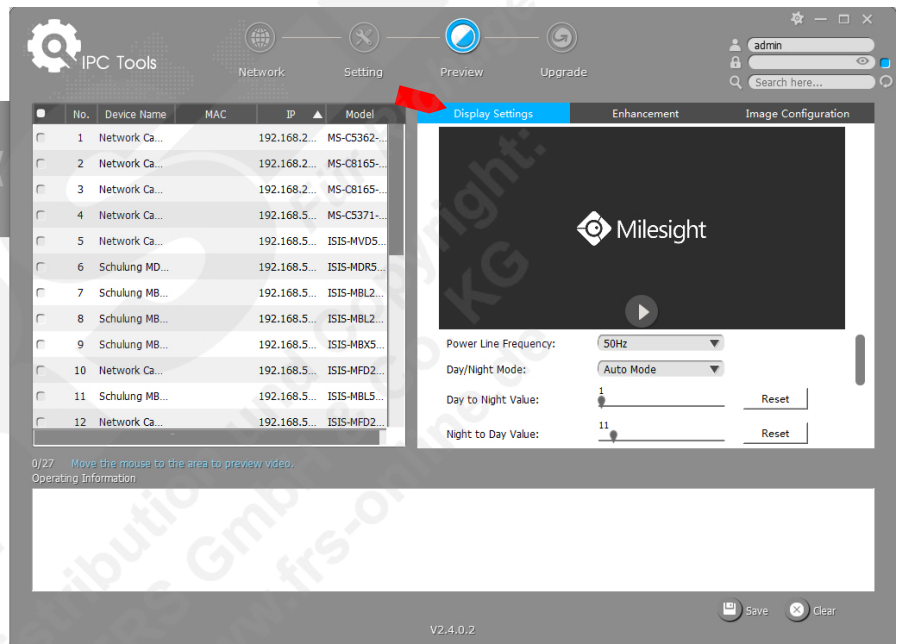 IPC Tools
Network
Setting
Preview
Upgrade
admin
Search here...
No. Device Name MAC IP Model
1 Network Ca... 192.168.2... MS-C5362-...
2 Network Ca... 192.168.2... MS-C8165-...
3 Network Ca... 192.168.2... MS-C8165-...
4 Network Ca... 192.168.5... MS-C5371-...
5 Network Ca... 192.168.5... ISIS-MVD5...
6 Schulung MD... 192.168.5... ISIS-MDR5...
7 Schulung MB... 192.168.5... ISIS-MBL2...
8 Schulung MB... 192.168.5... ISIS-MBL2...
9 Schulung MB... 192.168.5... ISIS-MBX5...
10 Network Ca... 192.168.5... ISIS-MFD2...
11 Schulung MB... 192.168.5... ISIS-MBL5...
12 Network Ca... 192.168.5... ISIS-MFD2...
Display Settings Enhancement Image Configuration
Milesight
Power Line Frequency: 50Hz
Day/Night Mode: Auto Mode
Day to Night Value: 1 Reset
Night to Day Value: 11 Reset
0/27 Move the mouse to the area to preview video.
Operating Information
Save Clear
V2.4.0.2